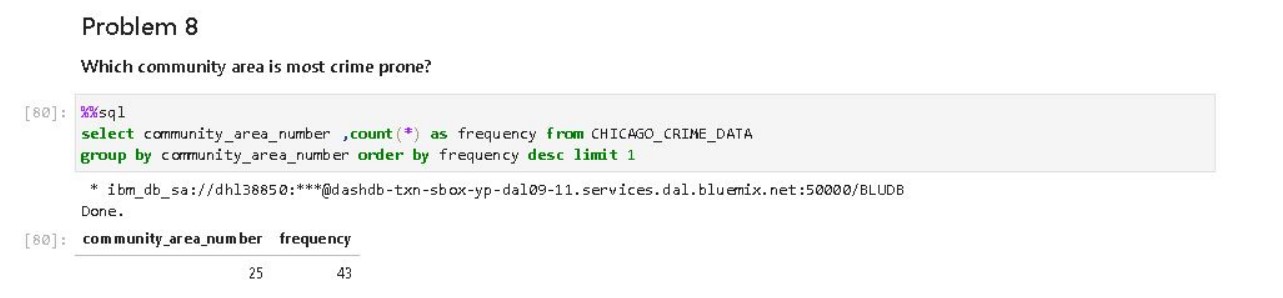 Problem 8
Which community area is most crime prone?
[80]: %%sql
select community_area_number ,count(*) as frequency from CHICAGO_CRIME_DATA
group by community_area_number order by frequency desc limit 1
* ibm_db_sa://dhl38850:***@dashdb-txn-sbox-yp-dal09-11.services.dal.bluemix.net:50000/BLUDB
Done.
[80]: community_area_number frequency
25 43